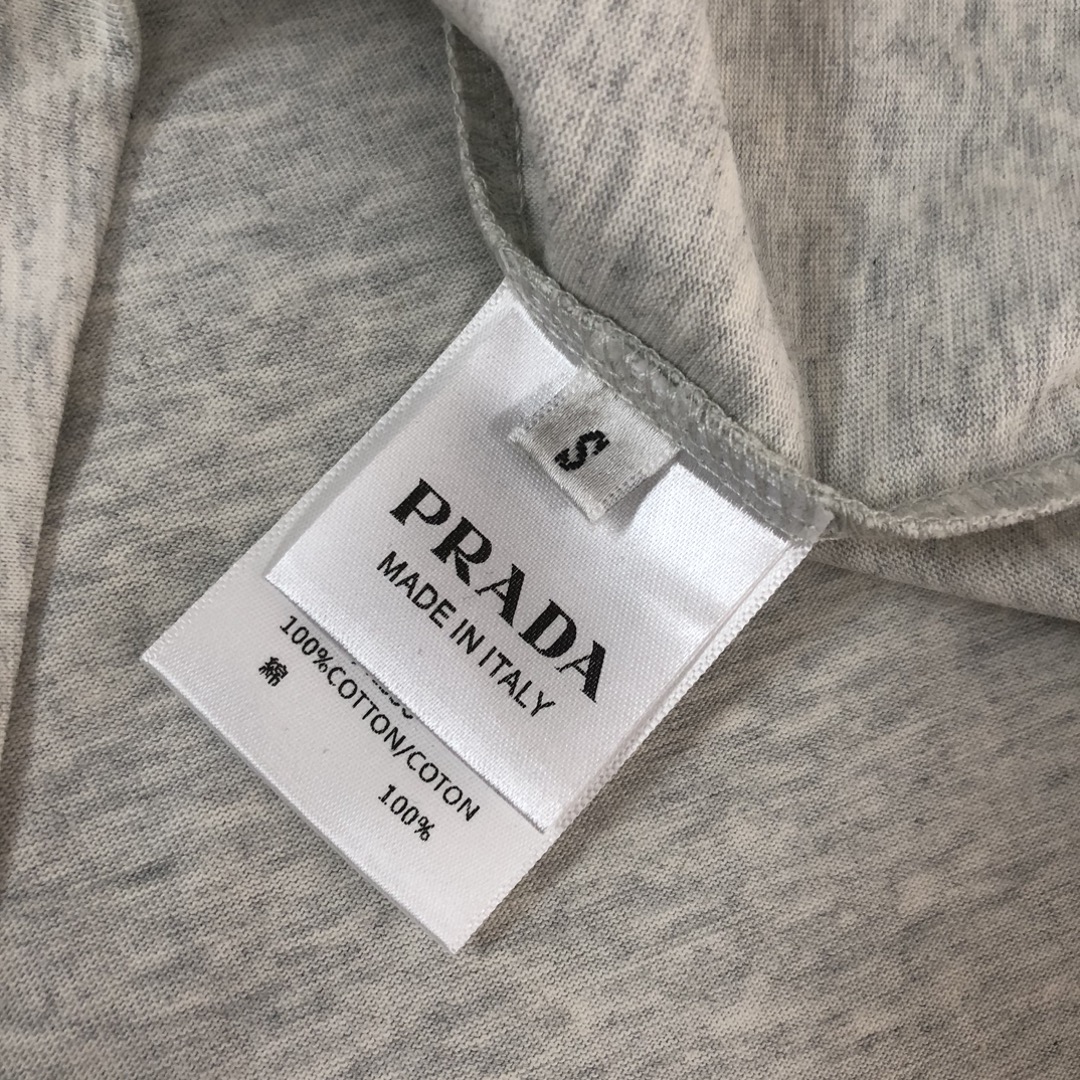 S
PRADA
MADE IN ITALY
100%COTTON/COTON
綿 100%